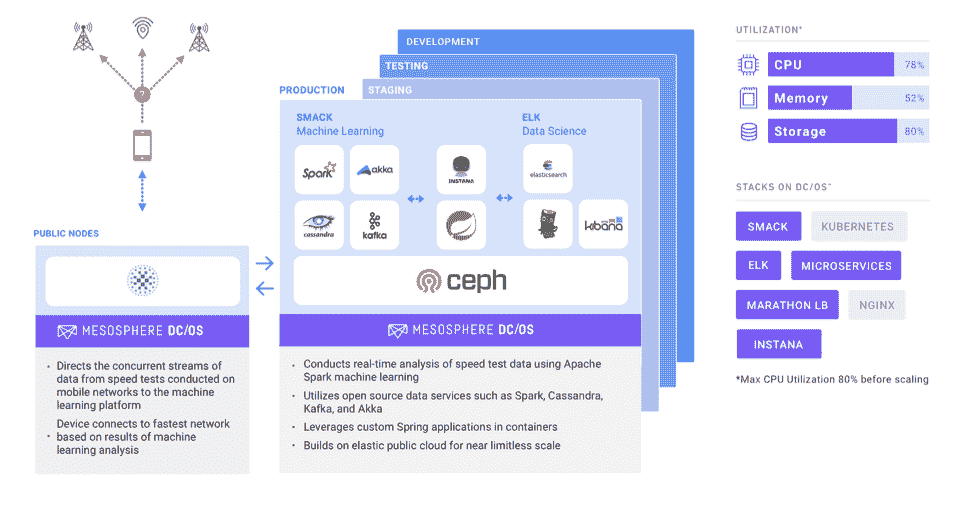 ?
PUBLIC NODES
MESOSPHERE DC/OS
Directs the concurrent streams of
data from speed tests conducted on
mobile networks to the machine
learning platform
Device connects to fastest network
based on results of machine
learning analysis
DEVELOPMENT
TESTING
STAGING
PRODUCTION
SMACK
Machine Learning
ELK
Data Science
Spark
akka
INSTANA
elasticsearch
cassandra
kafka
kibana
ceph
MESOSPHERE DC/OS
Conducts real-time analysis of speed test data using Apache
Spark machine learning
Utilizes open source data services such as Spark, Cassandra,
Kafka, and Akka
Leverages custom Spring applications in containers
Builds on elastic public cloud for near limitless scale
UTILIZATION*
CPU 78%
Memory 52%
Storage 80%
STACKS ON DC/OS™
SMACK KUBERNETES
ELK MICROSERVICES
MARATHON LB NGINX
INSTANA
*Max CPU Utilization 80% before scaling